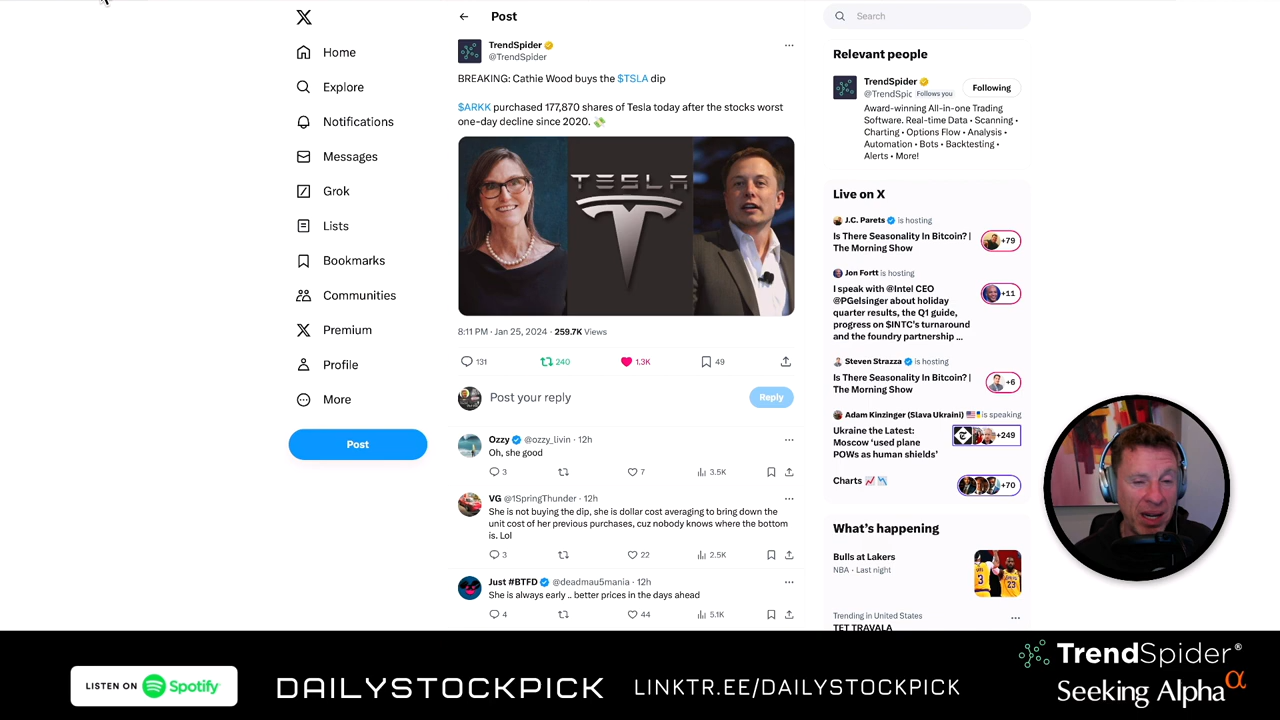 Home
Explore
Notifications
Messages
Grok
Lists
Bookmarks
Communities
Premium
Profile
More
Post
Post
TrendSpider
@TrendSpider
BREAKING: Cathie Wood buys the $TSLA dip
$ARKK purchased 177,870 shares of Tesla today after the stocks worst
one-day decline since 2020.
TESLA
8:11 PM · Jan 25, 2024 · 259.7K Views
131
240
1.3K
49
Post your reply
Reply
Ozzy @ozzy_livin · 12h
Oh, she good
3
7
3.5K
VG @1SpringThunder · 12h
She is not buying the dip, she is dollar cost averaging to bring down the
unit cost of her previous purchases, cuz nobody knows where the bottom
is. Lol
3
22
2.5K
Just #BTFD @deadmau5mania · 12h
She is always early .. better prices in the days ahead
4
44
5.1K
Search
Relevant people
TrendSpider
@TrendSpic Follows you
Following
Award-winning All-in-one Trading
Software. Real-time Data • Scanning •
Charting • Options Flow • Analysis •
Automation • Bots • Backtesting •
Alerts • More!
Live on X
J.C. Parets is hosting
Is There Seasonality In Bitcoin? |
The Morning Show
+79
Jon Fortt is hosting
I speak with @Intel CEO
@PGelsinger about holiday
quarter results, the Q1 guide,
progress on $INTC's turnaround
and the foundry partnership ...
+11
Steven Strazza is hosting
Is There Seasonality In Bitcoin? |
The Morning Show
+6
Adam Kinzinger (Slava Ukraini) is speaking
Ukraine the Latest:
Moscow ‘used plane
POWs as human shields’
+249
Charts
+70
What’s happening
Bulls at Lakers
NBA · Last night
Trending in United States
TET TRAVALA
LISTEN ON Spotify
DAILYSTOCKPICK
LINKTR.EE/DAILYSTOCKPICK
TrendSpider®
Seeking Alpha α